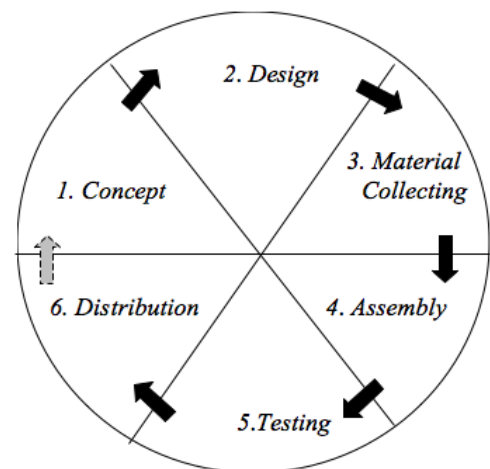 1. Concept
2. Design
3. Material
Collecting
4. Assembly
5.Testing
6. Distribution